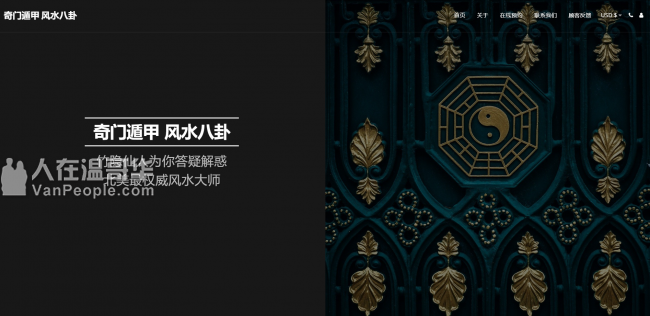 奇门遁甲 风水八卦
首页 关于 在线预约 联系我们 顾客反馈 USD $
奇门遁甲 风水八卦
竹隐仙人为你答疑解惑
北美最权威风水大师
人在温哥华
VanPeople.com